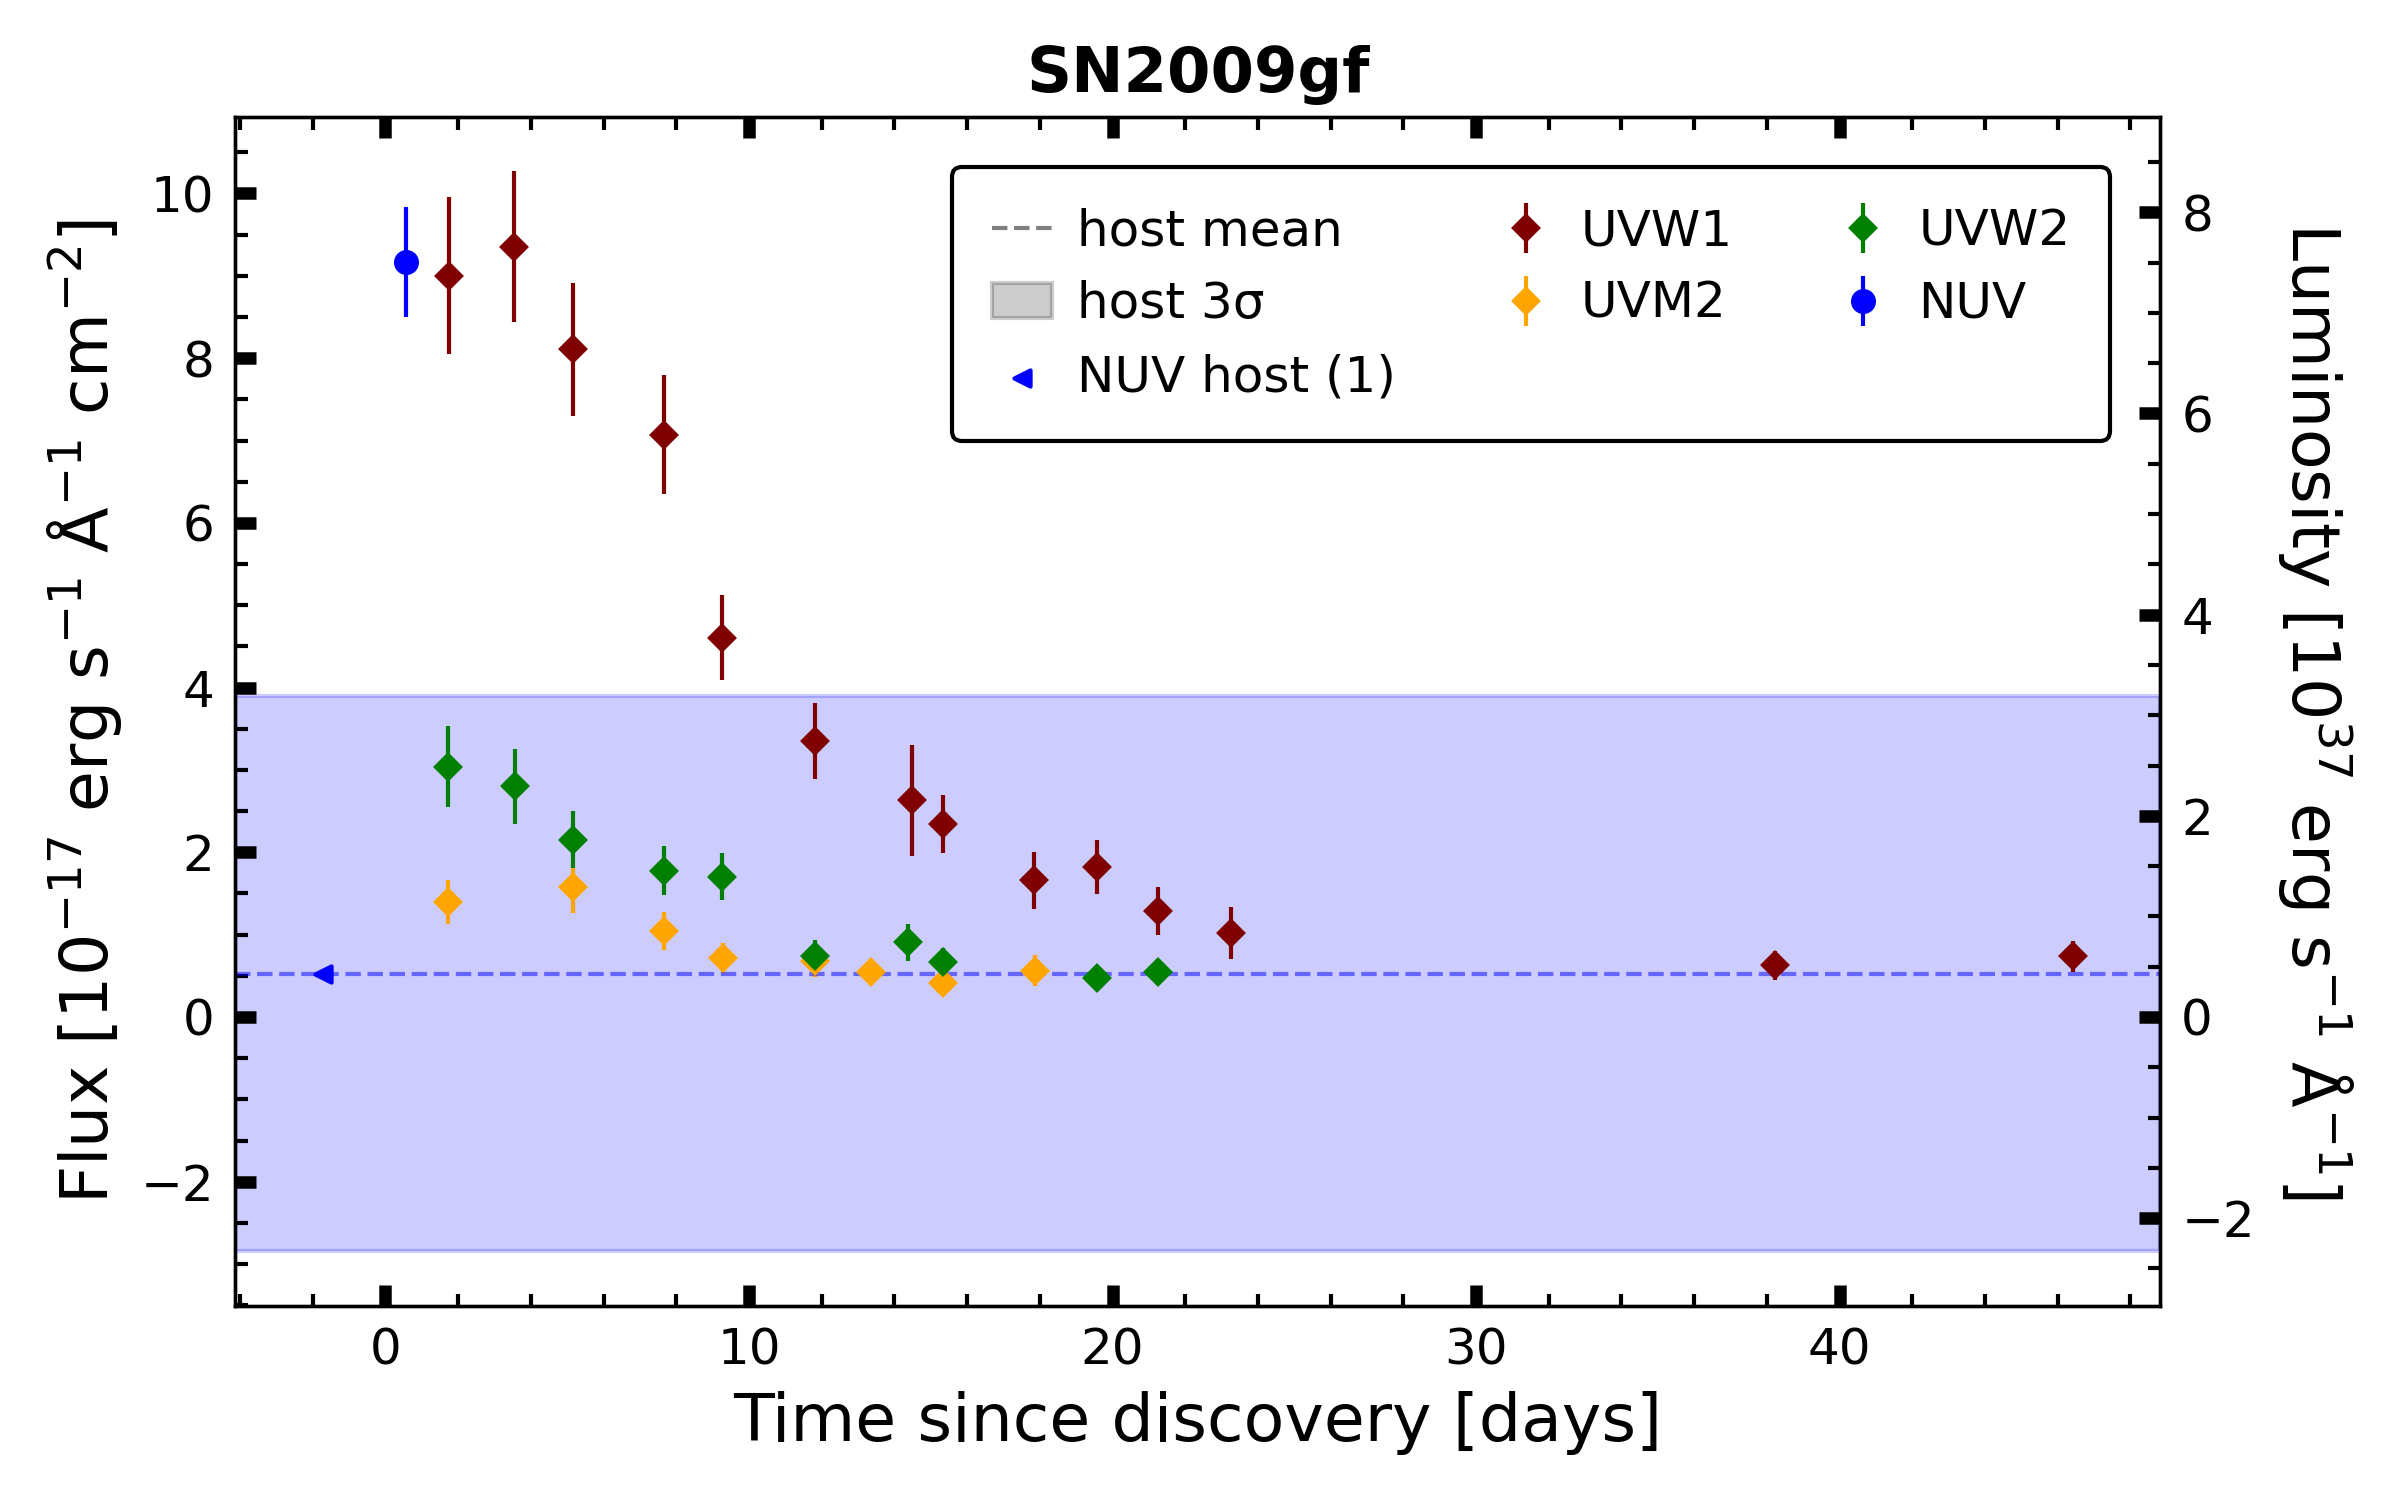 SN2009gf
Flux [10⁻¹⁷ erg s⁻¹ Å⁻¹ cm⁻²]
10
8
6
4
2
0
−2
host mean
host 3σ
NUV host (1)
UVW1
UVM2
UVW2
NUV
8
6
4
2
0
−2
Luminosity [10³⁷ erg s⁻¹ Å⁻¹]
0 10 20 30 40
Time since discovery [days]